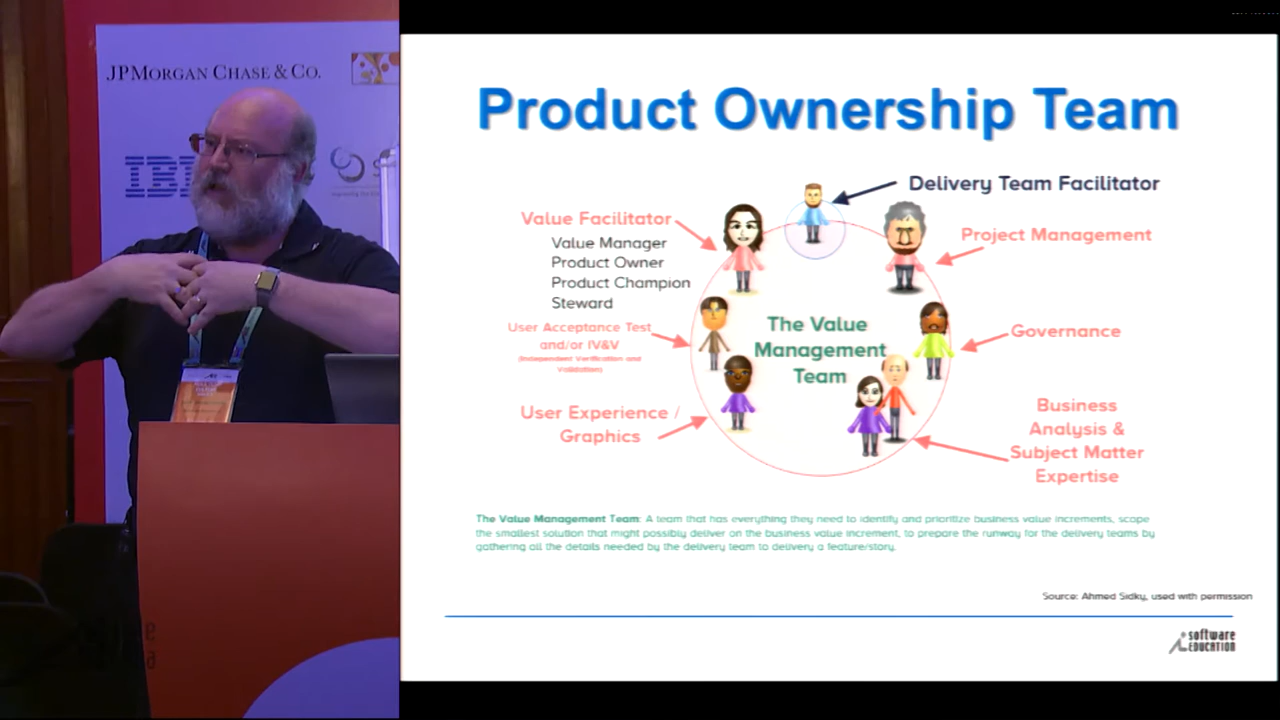 JPMORGAN CHASE & CO.
IBM
Product Ownership Team
Delivery Team Facilitator
Value Facilitator
Value Manager
Product Owner
Product Champion
Steward
Project Management
User Acceptance Test
and/or IV&V
(Independent Verification and
Validation)
The Value
Management
Team
Governance
User Experience /
Graphics
Business
Analysis &
Subject Matter
Expertise
The Value Management Team: A team that has everything they need to identify and prioritize business value increments, scope
the smallest solution that might possibly deliver on the business value increment, to prepare the runway for the delivery teams by
gathering all the details needed by the delivery team to delivery a feature/story.
Source: Ahmed Sidky, used with permission
software
EDUCATION